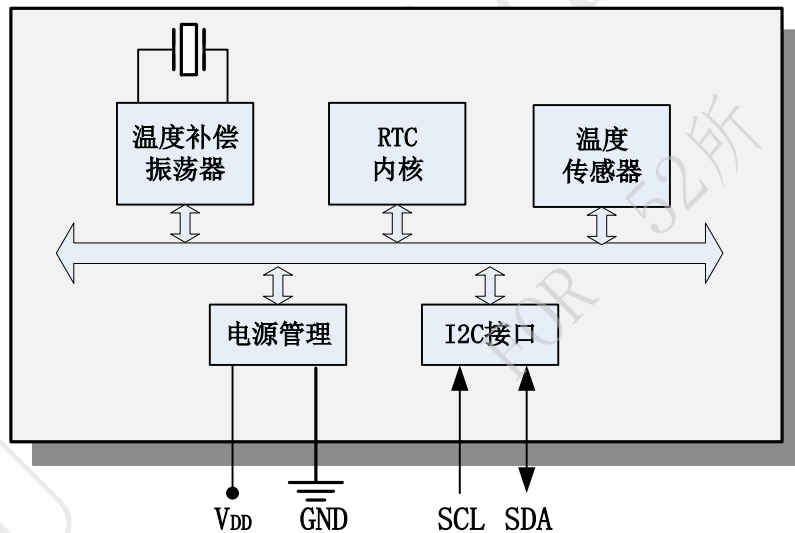 温度补偿
振荡器
RTC
内核
温度
传感器
电源管理
I2C接口
VDD
GND
SCL
SDA
FOR 52所